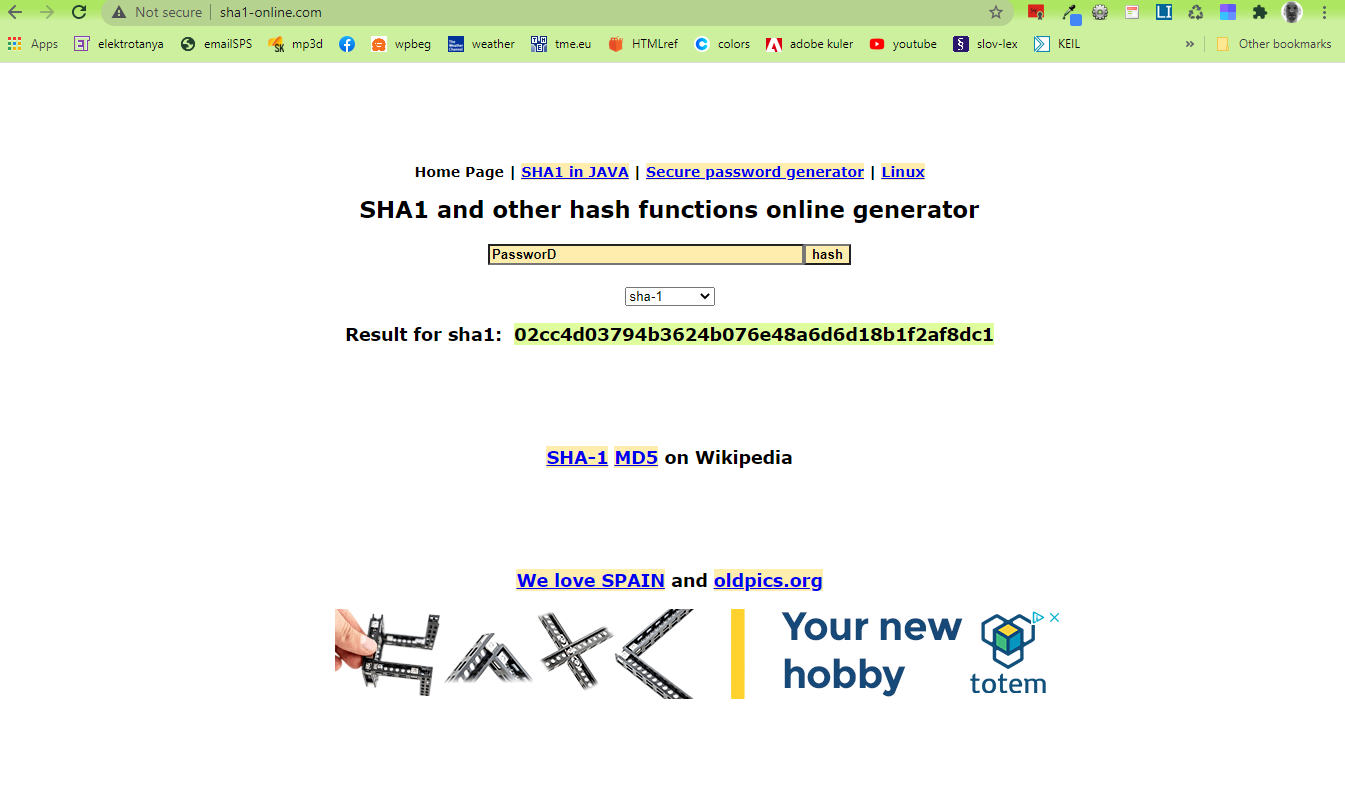 Not secure | sha1-online.com
Apps elektrotanya emailSPS mp3d wpbeg weather tme.eu HTMLref colors adobe kuler youtube slov-lex KEIL » Other bookmarks
Home Page | SHA1 in JAVA | Secure password generator | Linux
SHA1 and other hash functions online generator
PassworD hash
sha-1
Result for sha1: 02cc4d03794b3624b076e48a6d6d18b1f2af8dc1
SHA-1 MD5 on Wikipedia
We love SPAIN and oldpics.org
Your new
hobby
totem